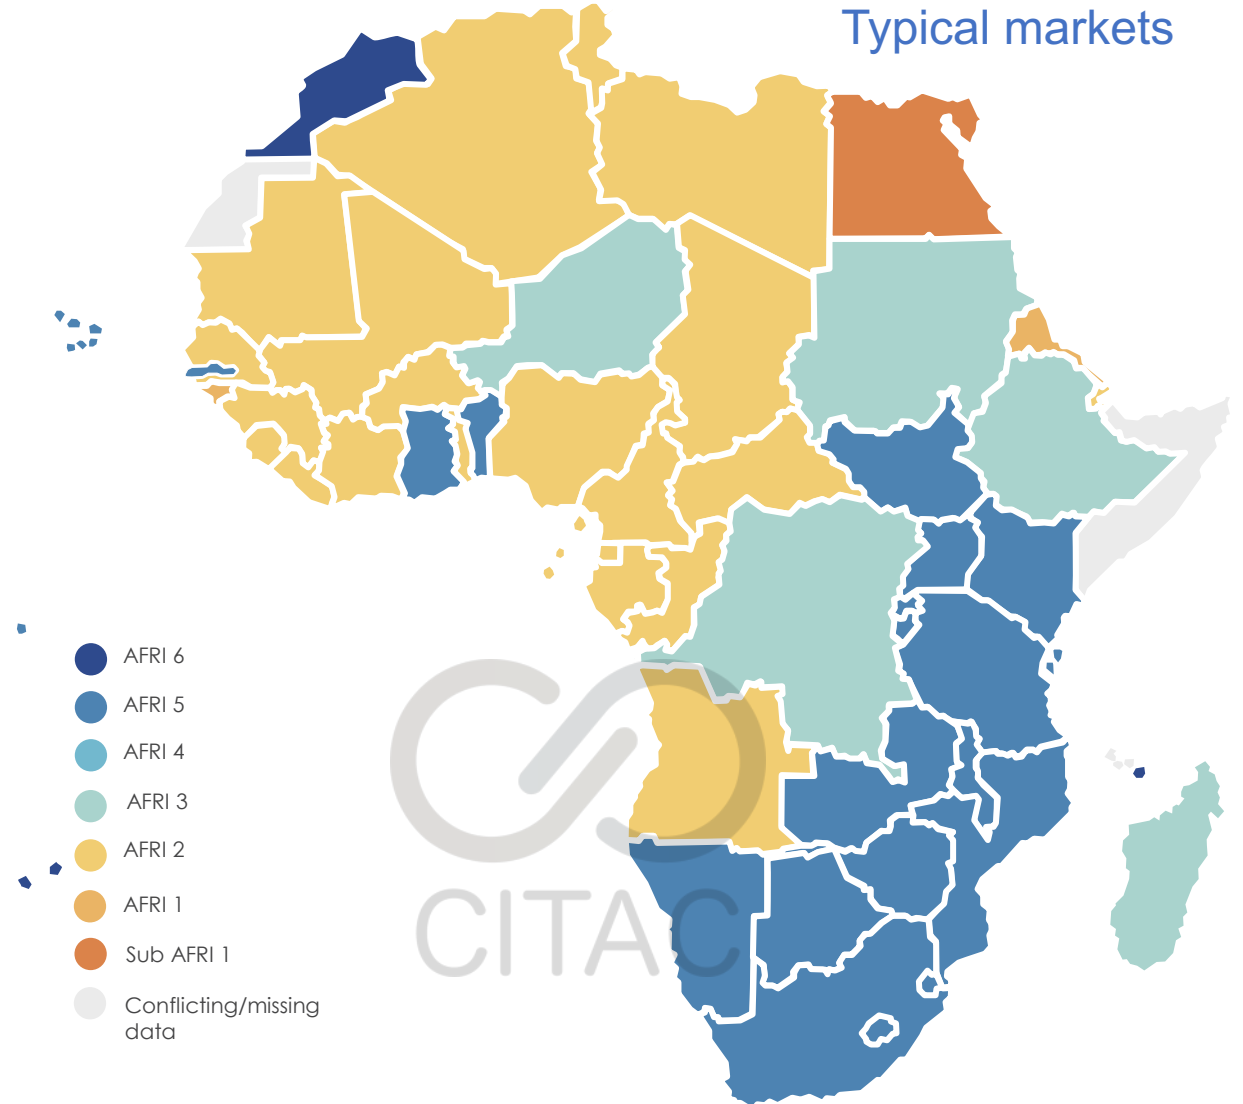 Typical markets
AFRI 6
AFRI 5
AFRI 4
AFRI 3
AFRI 2
AFRI 1
Sub AFRI 1
Conflicting/missing
data
CITAC